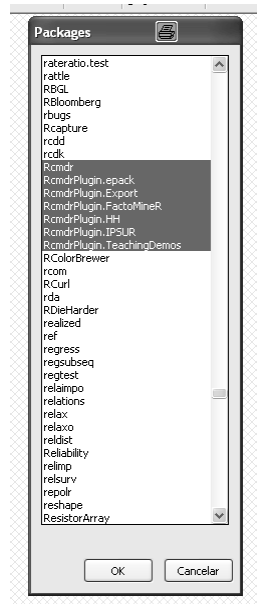 Packages
rateratio.test
rattle
RBGL
RBloomberg
rbugs
Rcapture
rcdd
rcdk
Rcmdr
RcmdrPlugin.epack
RcmdrPlugin.Export
RcmdrPlugin.FactoMineR
RcmdrPlugin.HH
RcmdrPlugin.IPSUR
RcmdrPlugin.TeachingDemos
RColorBrewer
rcom
RCurl
rda
RDieHarder
realized
ref
regress
regsubseq
regtest
relaimpo
relations
relax
relaxo
reldist
Reliability
relimp
relsurv
repolr
reshape
ResistorArray
OK Cancelar